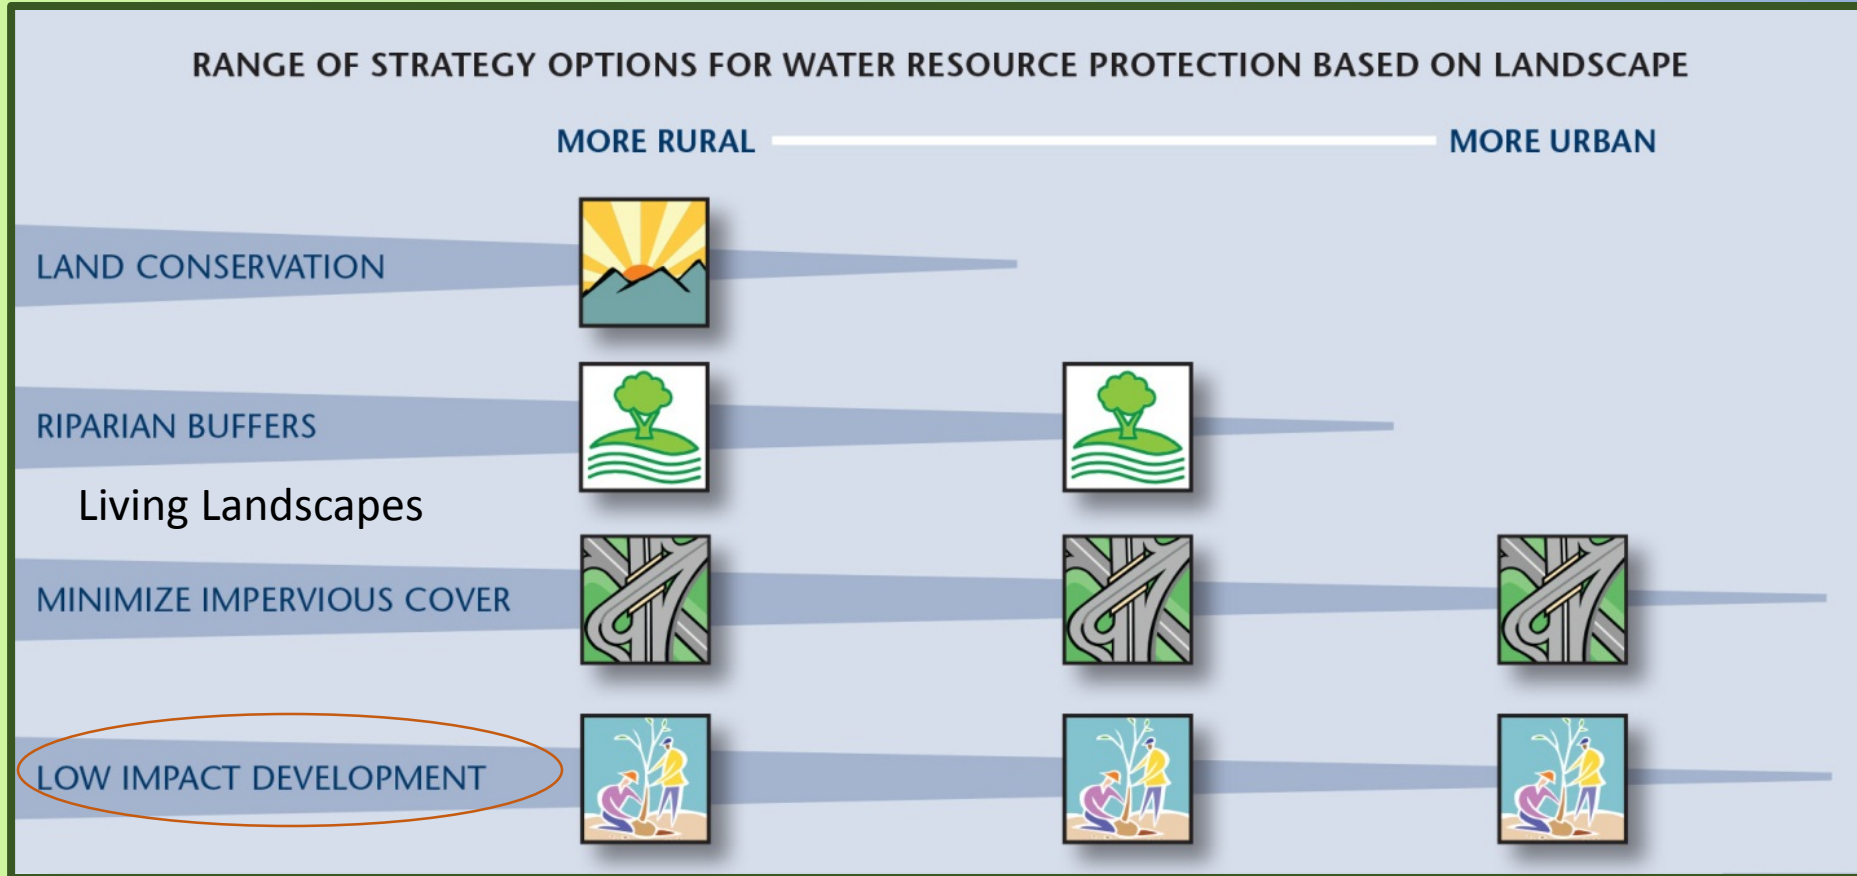 RANGE OF STRATEGY OPTIONS FOR WATER RESOURCE PROTECTION BASED ON LANDSCAPE
MORE RURAL MORE URBAN
LAND CONSERVATION
RIPARIAN BUFFERS
Living Landscapes
MINIMIZE IMPERVIOUS COVER
LOW IMPACT DEVELOPMENT